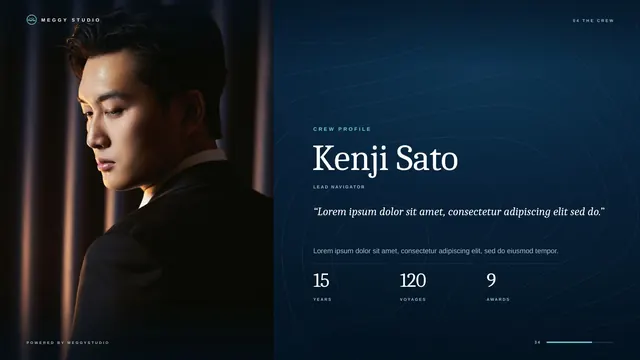 MEGGY STUDIO
04 THE CREW
CREW PROFILE
Kenji Sato
LEAD NAVIGATOR
“Lorem ipsum dolor sit amet, consectetur adipiscing elit sed do.”
Lorem ipsum dolor sit amet, consectetur adipiscing elit, sed do eiusmod tempor.
15 120 9
YEARS VOYAGES AWARDS
POWERED BY MEGGYSTUDIO
04